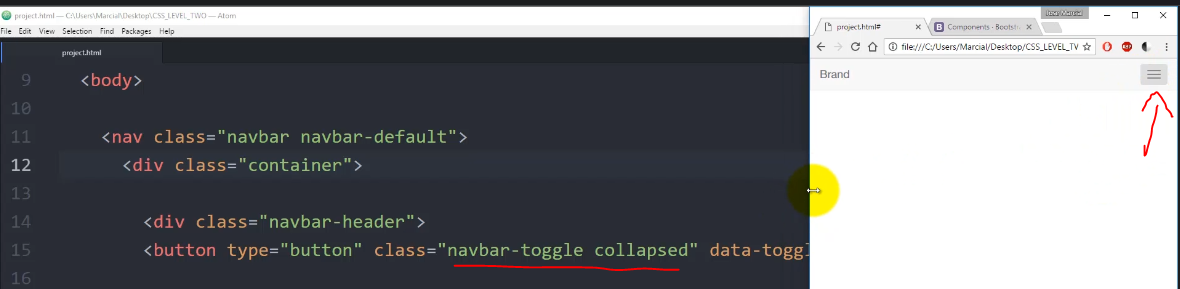 project.html — C:\Users\Marcial\Desktop\CSS_LEVEL_TWO — Atom
File Edit View Selection Find Packages Help
project.html
9 <body>
10
11 <nav class="navbar navbar-default">
12 <div class="container">
13
14 <div class="navbar-header">
15 <button type="button" class="navbar-toggle collapsed" data-toggl
16
Jose Marcial
project.html#
Components · Bootst
file:///C:/Users/Marcial/Desktop/CSS_LEVEL_TV
Brand